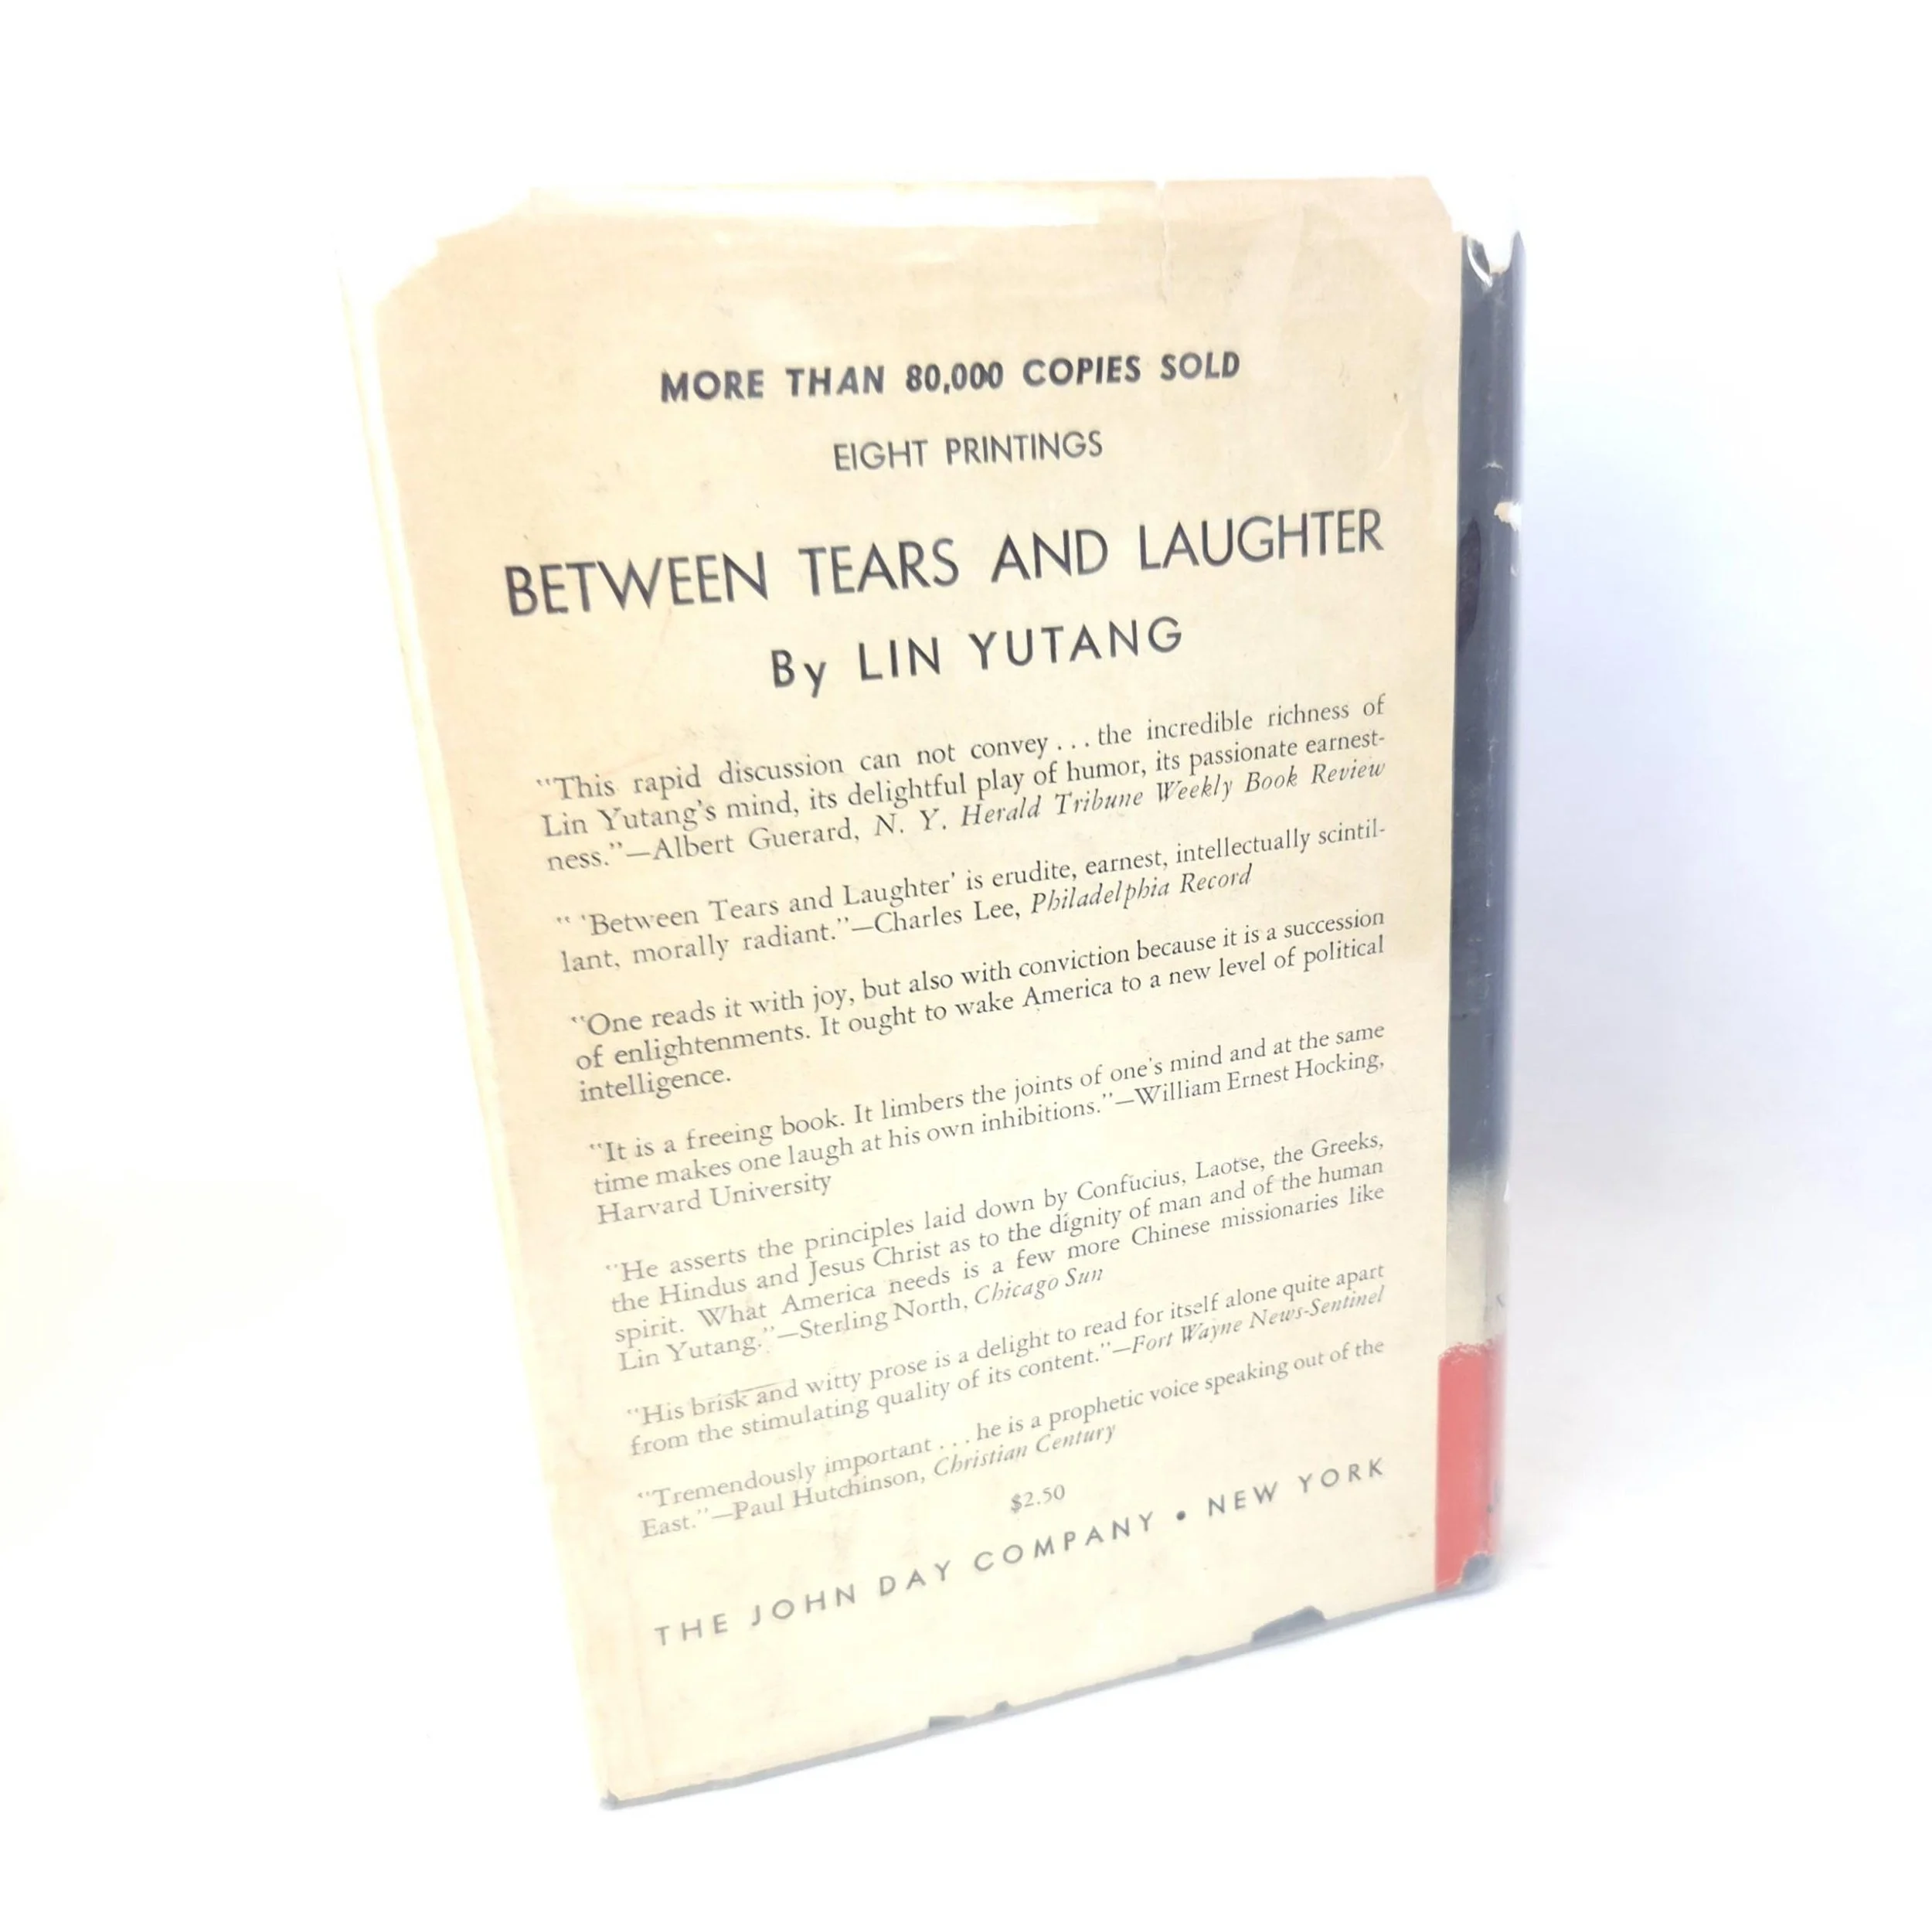 MORE THAN 80,000 COPIES SOLD
EIGHT PRINTINGS
BETWEEN TEARS AND LAUGHTER
By LIN YUTANG
"This rapid discussion can not convey . . . the incredible richness of
Lin Yutang's mind, its delightful play of humor, its passionate earnest-
ness."—Albert Guerard, N. Y. Herald Tribune Weekly Book Review
" 'Between Tears and Laughter' is erudite, earnest, intellectually scintil-
lant, morally radiant."—Charles Lee, Philadelphia Record
"One reads it with joy, but also with conviction because it is a succession
of enlightenments. It ought to wake America to a new level of political
intelligence.
"It is a freeing book. It limbers the joints of one's mind and at the same
time makes one laugh at his own inhibitions."—William Ernest Hocking,
Harvard University
"He asserts the principles laid down by Confucius, Laotse, the Greeks,
the Hindus and Jesus Christ as to the dignity of man and of the human
spirit. What America needs is a few more Chinese missionaries like
Lin Yutang."—Sterling North, Chicago Sun
"His brisk and witty prose is a delight to read for itself alone quite apart
from the stimulating quality of its content."—Fort Wayne News-Sentinel
"Tremendously important . . . he is a prophetic voice speaking out of the
East."—Paul Hutchinson, Christian Century
$2.50
THE JOHN DAY COMPANY • NEW YORK